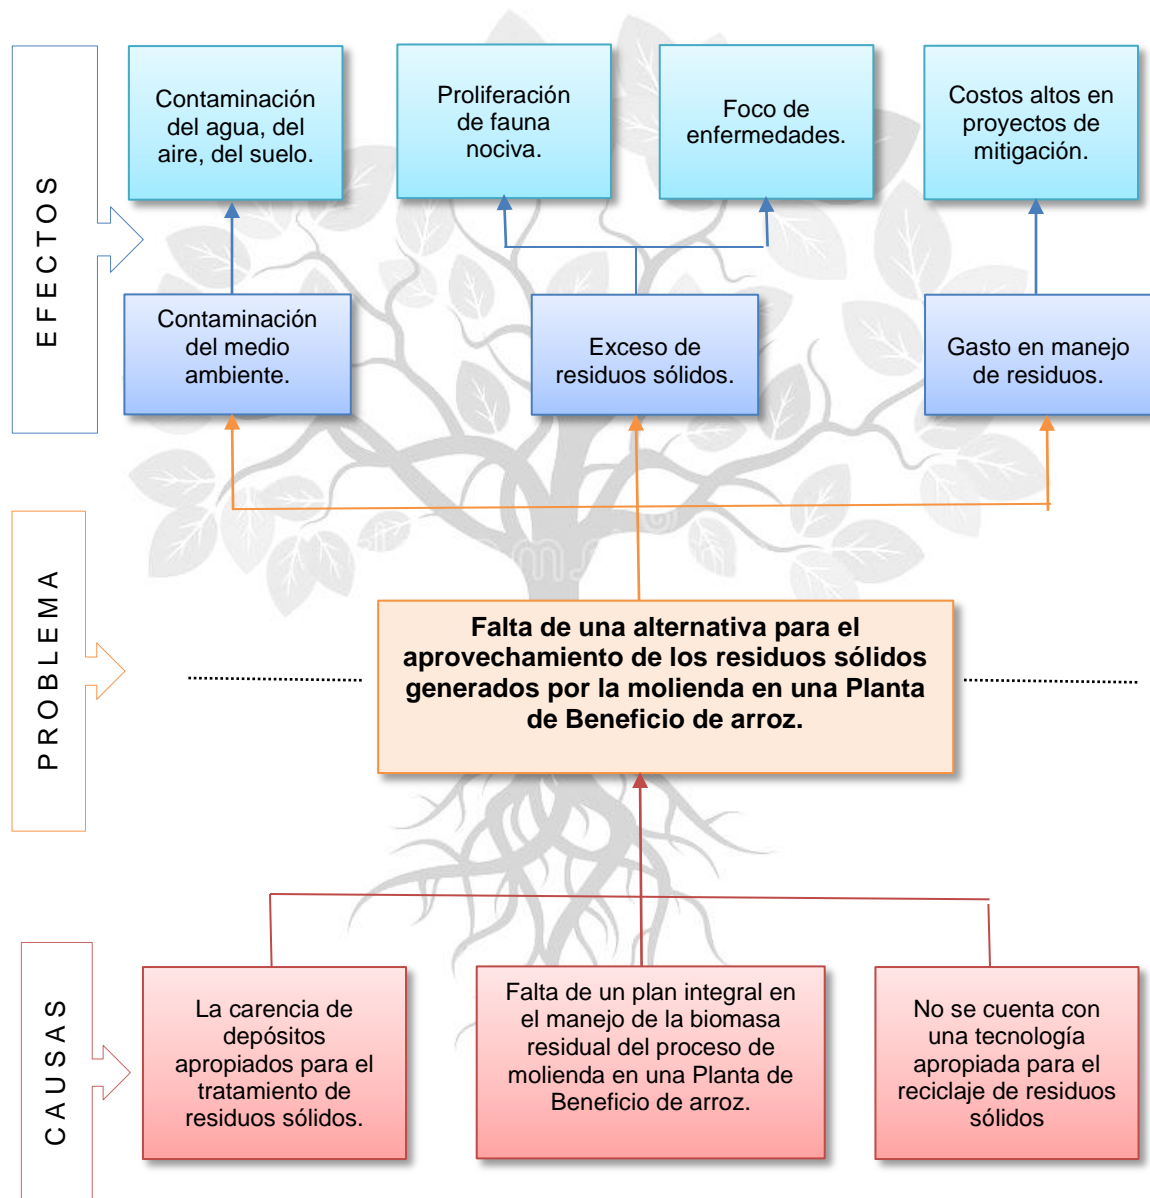 EFECTOS
Contaminación
del agua, del
aire, del suelo.
Proliferación
de fauna
nociva.
Foco de
enfermedades.
Costos altos en
proyectos de
mitigación.
Contaminación
del medio
ambiente.
Exceso de
residuos sólidos.
Gasto en manejo
de residuos.
PROBLEMA
Falta de una alternativa para el
aprovechamiento de los residuos sólidos
generados por la molienda en una Planta
de Beneficio de arroz.
CAUSAS
La carencia de
depósitos
apropiados para el
tratamiento de
residuos sólidos.
Falta de un plan integral en
el manejo de la biomasa
residual del proceso de
molienda en una Planta de
Beneficio de arroz.
No se cuenta con
una tecnología
apropiada para el
reciclaje de residuos
sólidos